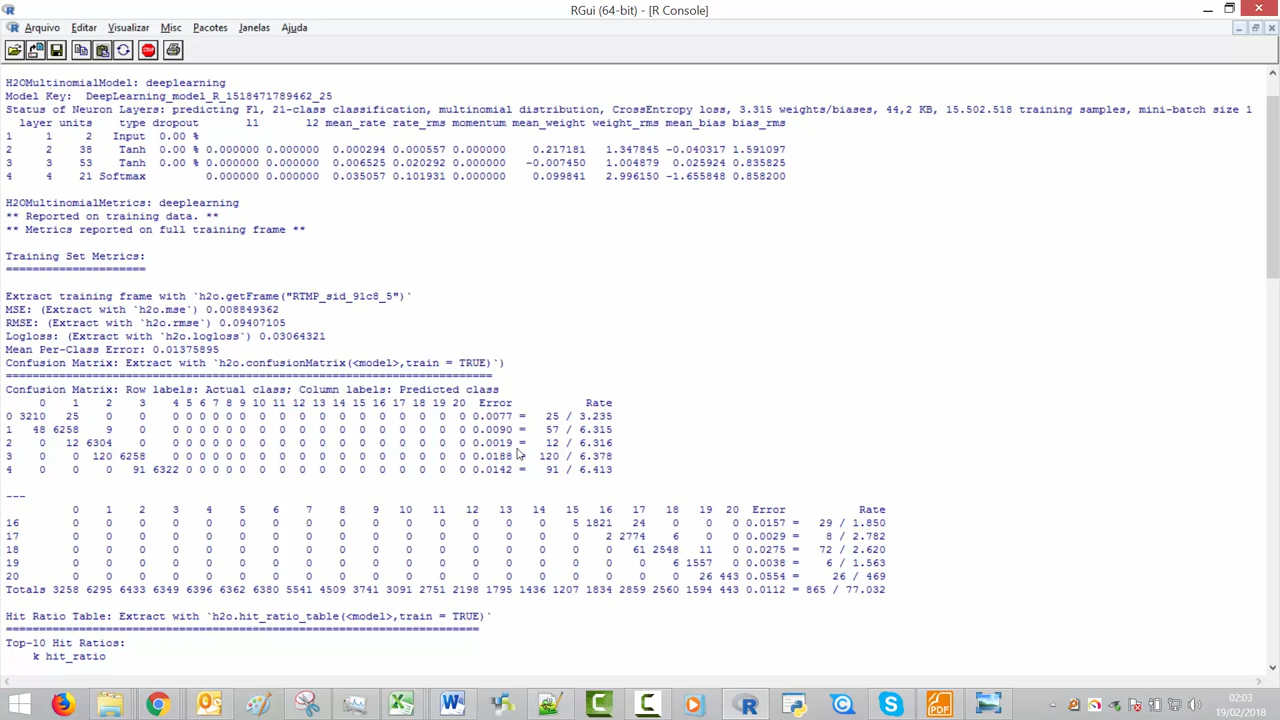 RGui (64-bit) - [R Console]
Arquivo Editar Visualizar Misc Pacotes Janelas Ajuda
STOP
H2OMultinomialModel: deeplearning
Model Key:  DeepLearning_model_R_1518471789462_25
Status of Neuron Layers: predicting Fl, 21-class classification, multinomial distribution, CrossEntropy loss, 3.315 weights/biases, 44,2 KB, 15.502.518 training samples, mini-batch size 1
layer units type dropout l1 l2 mean_rate rate_rms momentum mean_weight weight_rms mean_bias bias_rms
1 1 2 Input 0.00 %
2 2 38 Tanh 0.00 % 0.000000 0.000000 0.000294 0.000557 0.000000 0.217181 1.347845 -0.040317 1.591097
3 3 53 Tanh 0.00 % 0.000000 0.000000 0.006525 0.020292 0.000000 -0.007450 1.004879 0.025924 0.835825
4 4 21 Softmax 0.000000 0.000000 0.035057 0.101931 0.000000 0.099841 2.996150 -1.655848 0.858200
H2OMultinomialMetrics: deeplearning
** Reported on training data. **
** Metrics reported on full training frame **
Training Set Metrics:
=====================
Extract training frame with `h2o.getFrame("RTMP_sid_91c8_5")`
MSE: (Extract with `h2o.mse`) 0.008849362
RMSE: (Extract with `h2o.rmse`) 0.09407105
Logloss: (Extract with `h2o.logloss`) 0.03064321
Mean Per-Class Error: 0.01375895
Confusion Matrix: Extract with `h2o.confusionMatrix(<model>,train = TRUE)`)
=========================================================================
Confusion Matrix: Row labels: Actual class; Column labels: Predicted class
0 1 2 3 4 5 6 7 8 9 10 11 12 13 14 15 16 17 18 19 20 Error Rate
0 3210 25 0 0 0 0 0 0 0 0 0 0 0 0 0 0 0 0 0 0 0 0.0077 = 25 / 3.235
1 48 6258 9 0 0 0 0 0 0 0 0 0 0 0 0 0 0 0 0 0 0 0.0090 = 57 / 6.315
2 0 12 6304 0 0 0 0 0 0 0 0 0 0 0 0 0 0 0 0 0 0 0.0019 = 12 / 6.316
3 0 0 120 6258 0 0 0 0 0 0 0 0 0 0 0 0 0 0 0 0 0 0.0188 = 120 / 6.378
4 0 0 0 91 6322 0 0 0 0 0 0 0 0 0 0 0 0 0 0 0 0 0.0142 = 91 / 6.413
---
0 1 2 3 4 5 6 7 8 9 10 11 12 13 14 15 16 17 18 19 20 Error Rate
16 0 0 0 0 0 0 0 0 0 0 0 0 0 0 0 5 1821 24 0 0 0 0.0157 = 29 / 1.850
17 0 0 0 0 0 0 0 0 0 0 0 0 0 0 0 0 2 2774 6 0 0 0.0029 = 8 / 2.782
18 0 0 0 0 0 0 0 0 0 0 0 0 0 0 0 0 0 61 2548 11 0 0.0275 = 72 / 2.620
19 0 0 0 0 0 0 0 0 0 0 0 0 0 0 0 0 0 0 6 1557 0 0.0038 = 6 / 1.563
20 0 0 0 0 0 0 0 0 0 0 0 0 0 0 0 0 0 0 0 26 443 0.0554 = 26 / 469
Totals 3258 6295 6433 6349 6396 6362 6380 5541 4509 3741 3091 2751 2198 1795 1436 1207 1834 2859 2560 1594 443 0.0112 = 865 / 77.032
Hit Ratio Table: Extract with `h2o.hit_ratio_table(<model>,train = TRUE)`
=======================================================================
Top-10 Hit Ratios:
k hit_ratio
PDF
02:03
19/02/2018